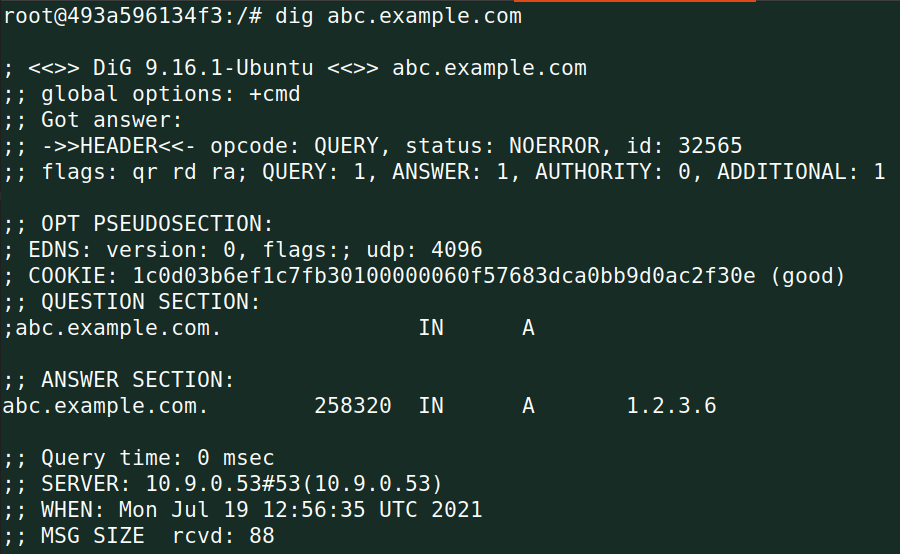 root@493a596134f3:/# dig abc.example.com
; <<>> DiG 9.16.1-Ubuntu <<>> abc.example.com
;; global options: +cmd
;; Got answer:
;; ->>HEADER<<- opcode: QUERY, status: NOERROR, id: 32565
;; flags: qr rd ra; QUERY: 1, ANSWER: 1, AUTHORITY: 0, ADDITIONAL: 1
;; OPT PSEUDOSECTION:
; EDNS: version: 0, flags:; udp: 4096
; COOKIE: 1c0d03b6ef1c7fb30100000060f57683dca0bb9d0ac2f30e (good)
;; QUESTION SECTION:
;abc.example.com. IN A
;; ANSWER SECTION:
abc.example.com. 258320 IN A 1.2.3.6
;; Query time: 0 msec
;; SERVER: 10.9.0.53#53(10.9.0.53)
;; WHEN: Mon Jul 19 12:56:35 UTC 2021
;; MSG SIZE  rcvd: 88